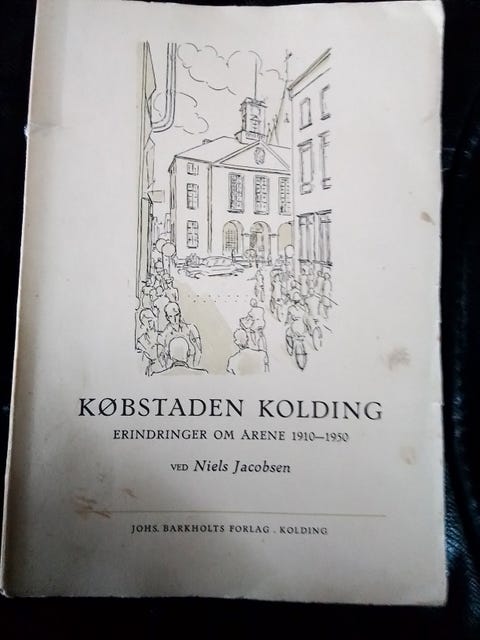 KØBSTADEN KOLDING
ERINDRINGER OM ÅRENE 1910—1950
VED Niels Jacobsen
JOHS. BARKHOLTS FORLAG . KOLDING